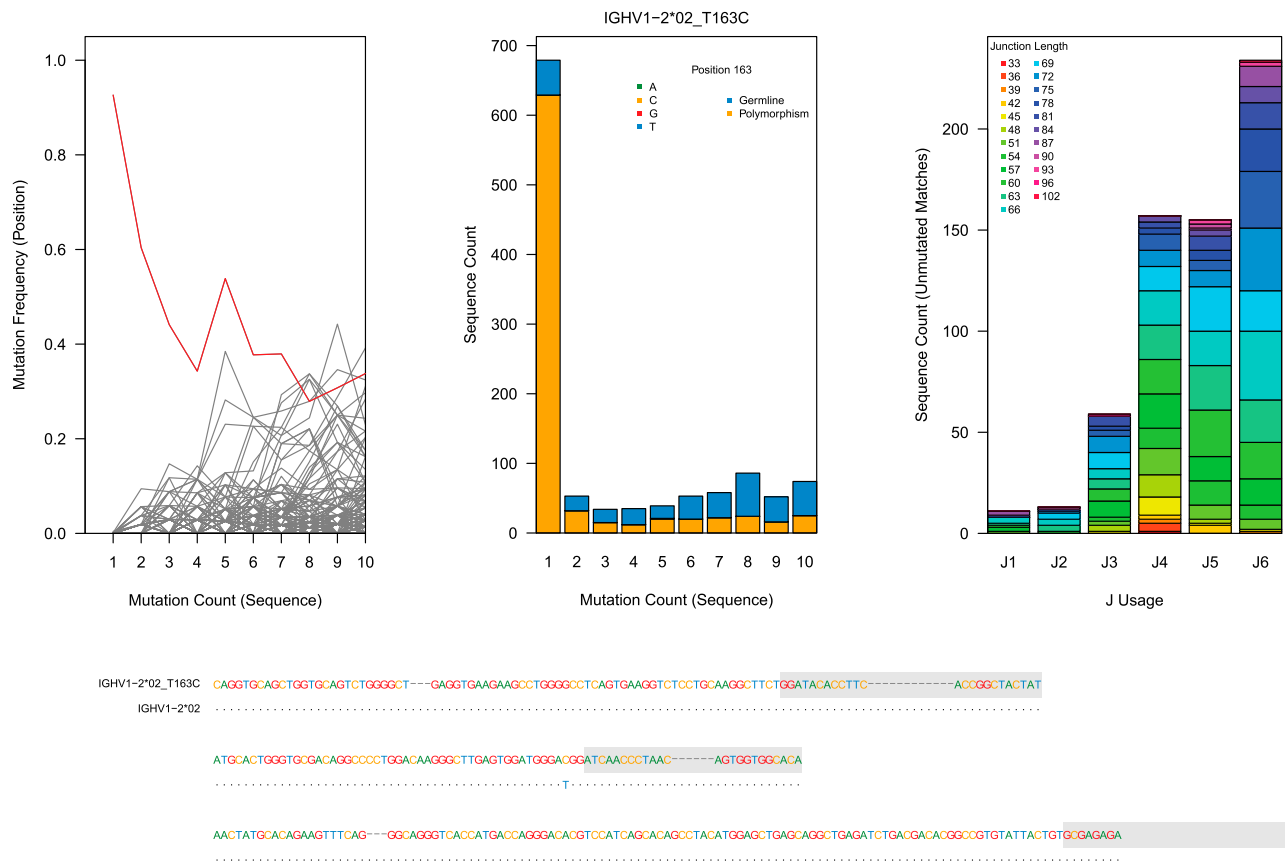 IGHV1−2*02_T163C
1.0
0.8
0.6
0.4
0.2
0.0
Mutation Frequency (Position)
1 2 3 4 5 6 7 8 9 10
Mutation Count (Sequence)
700
600
500
400
300
200
100
0
Sequence Count
Position 163
A
C
G
T
Germline
Polymorphism
1 2 3 4 5 6 7 8 9 10
Mutation Count (Sequence)
200
150
100
50
0
Sequence Count (Unmutated Matches)
Junction Length
33 69
36 72
39 75
42 78
45 81
48 84
51 87
54 90
57 93
60 96
63 102
66
J1 J2 J3 J4 J5 J6
J Usage
IGHV1−2*02_T163C CAGGTGCAGCTGGTGCAGTCTGGGGCT−−−GAGGTGAAGAAGCCTGGGGCCTCAGTGAAGGTCTCCTGCAAGGCTTCTGGATACACCTTC−−−−−−−−−−−−ACCGGCTACTAT
IGHV1−2*02
ATGCACTGGGTGCGACAGGCCCCTGGACAAGGGCTTGAGTGGATGGGACGGATCAACCCTAAC−−−−−−AGTGGTGGCACA
T
AACTATGCACAGAAGTTTCAG−−−GGCAGGGTCACCATGACCAGGGACACGTCCATCAGCACAGCCTACATGGAGCTGAGCAGGCTGAGATCTGACGACACGGCCGTGTATTACTGTGCGAGAGA